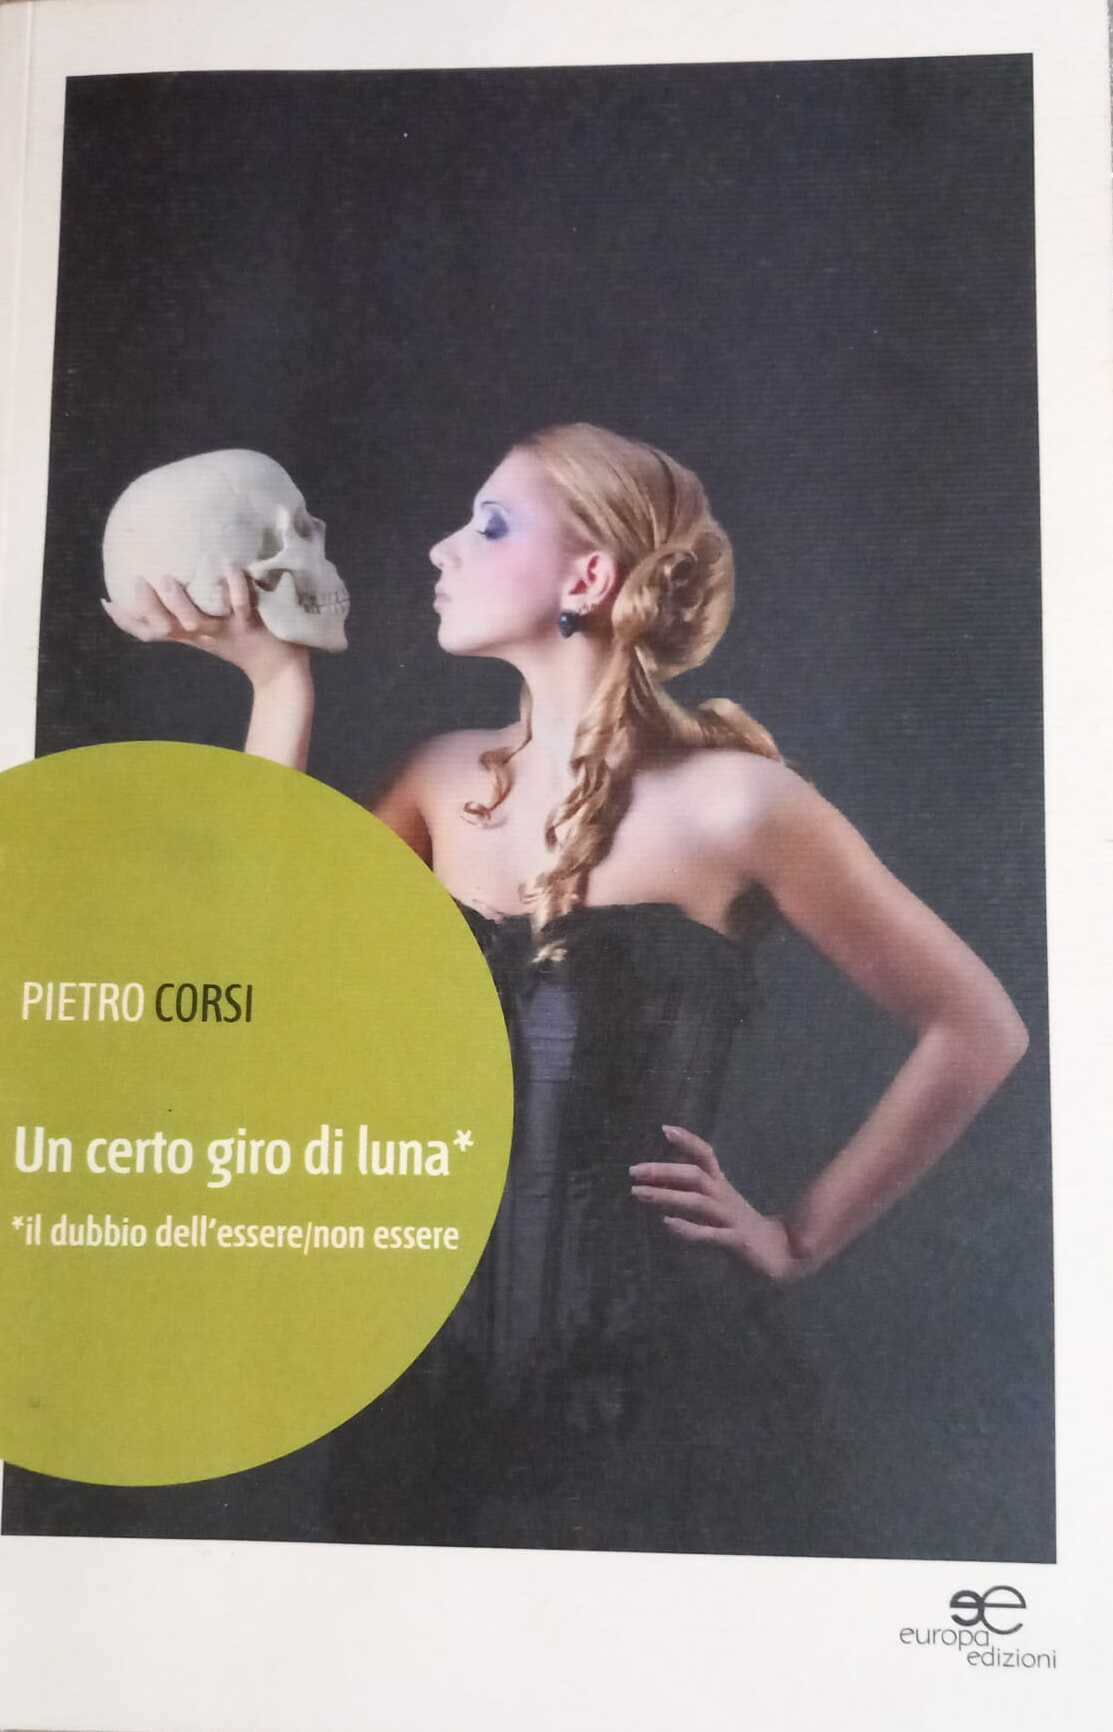 PIETRO CORSI
Un certo giro di luna*
*il dubbio dell'essere/non essere
europa
edizioni